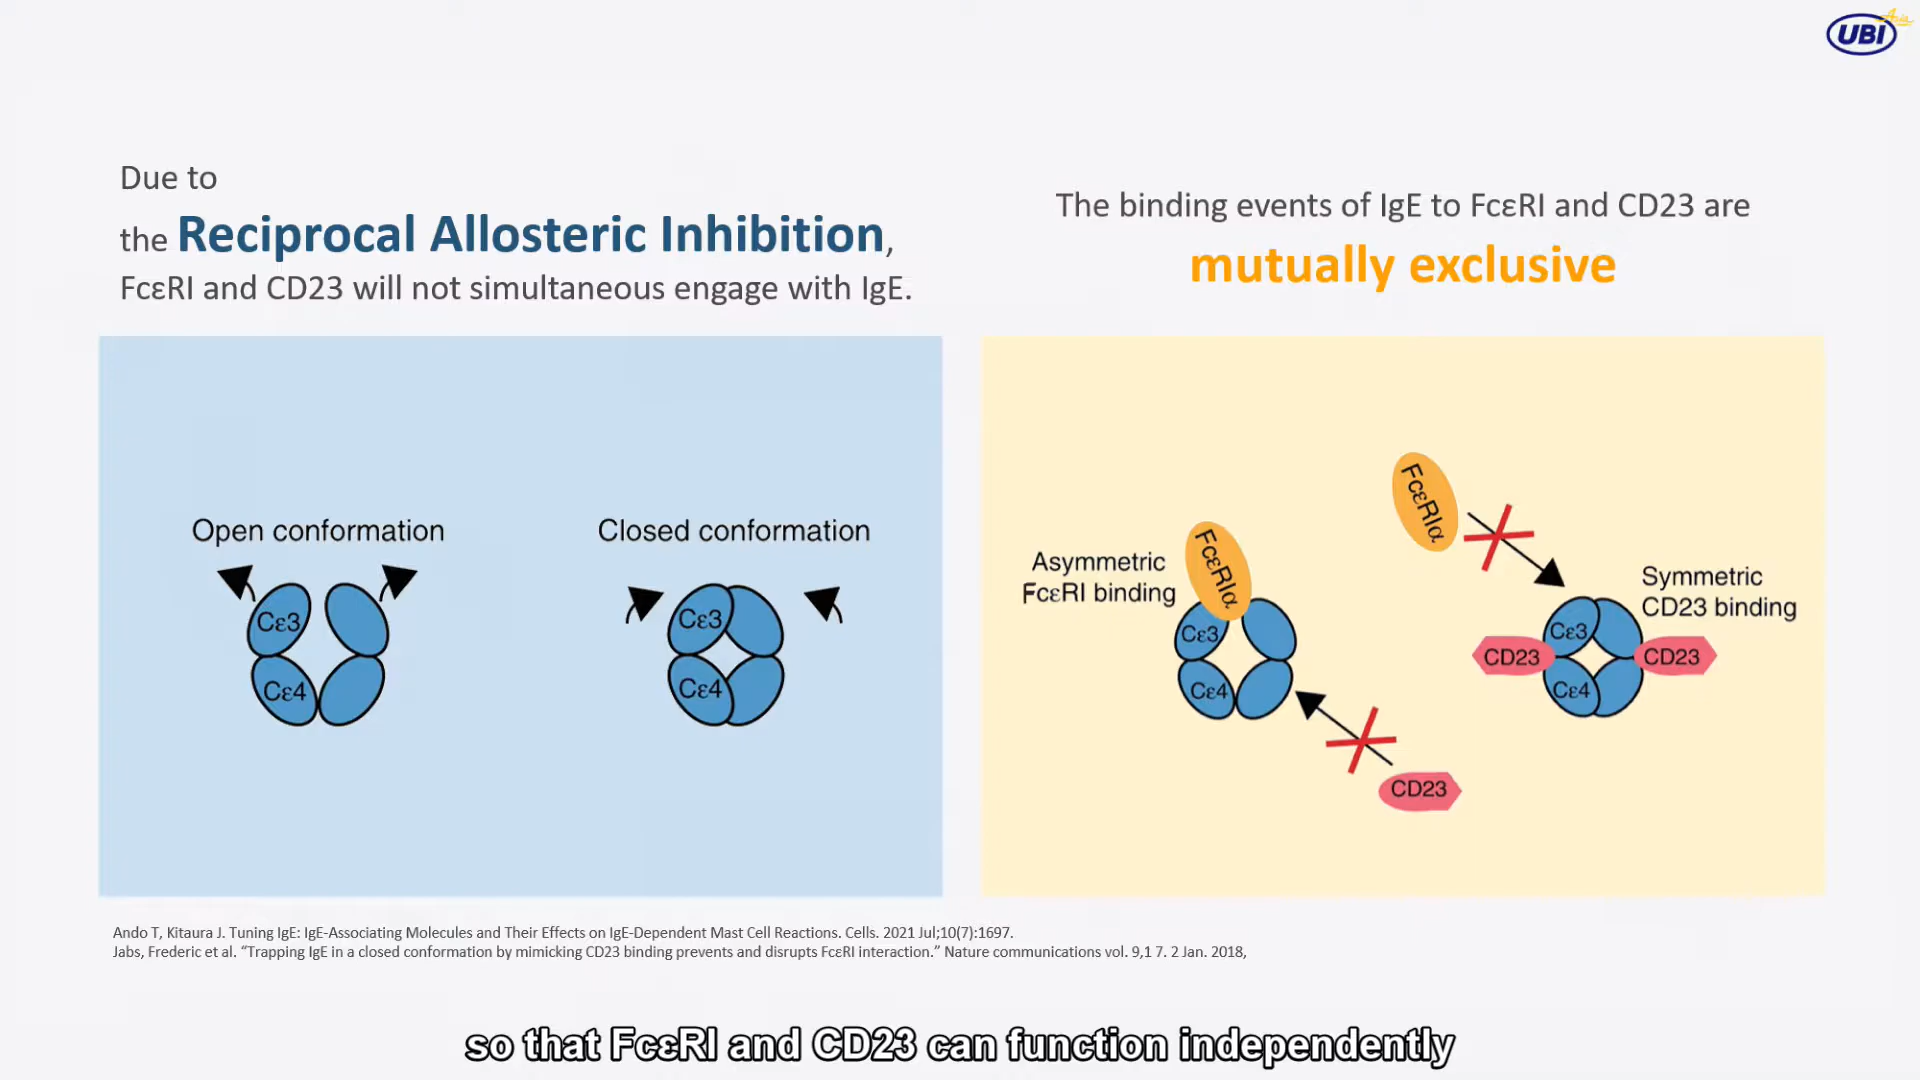 UBI Asia
Due to
the Reciprocal Allosteric Inhibition,
FcεRI and CD23 will not simultaneous engage with IgE.
The binding events of IgE to FcεRI and CD23 are
mutually exclusive
Open conformation
Cε3
Cε4
Closed conformation
Cε3
Cε4
Asymmetric
FcεRI binding
FcεRIα
Cε3
Cε4
CD23
FcεRIα
Symmetric
CD23 binding
Cε3
CD23
CD23
Cε4
Ando T, Kitaura J. Tuning IgE: IgE-Associating Molecules and Their Effects on IgE-Dependent Mast Cell Reactions. Cells. 2021 Jul;10(7):1697.
Jabs, Frederic et al. “Trapping IgE in a closed conformation by mimicking CD23 binding prevents and disrupts FcεRI interaction.” Nature communications vol. 9,1 7. 2 Jan. 2018,
so that FcεRI and CD23 can function independently